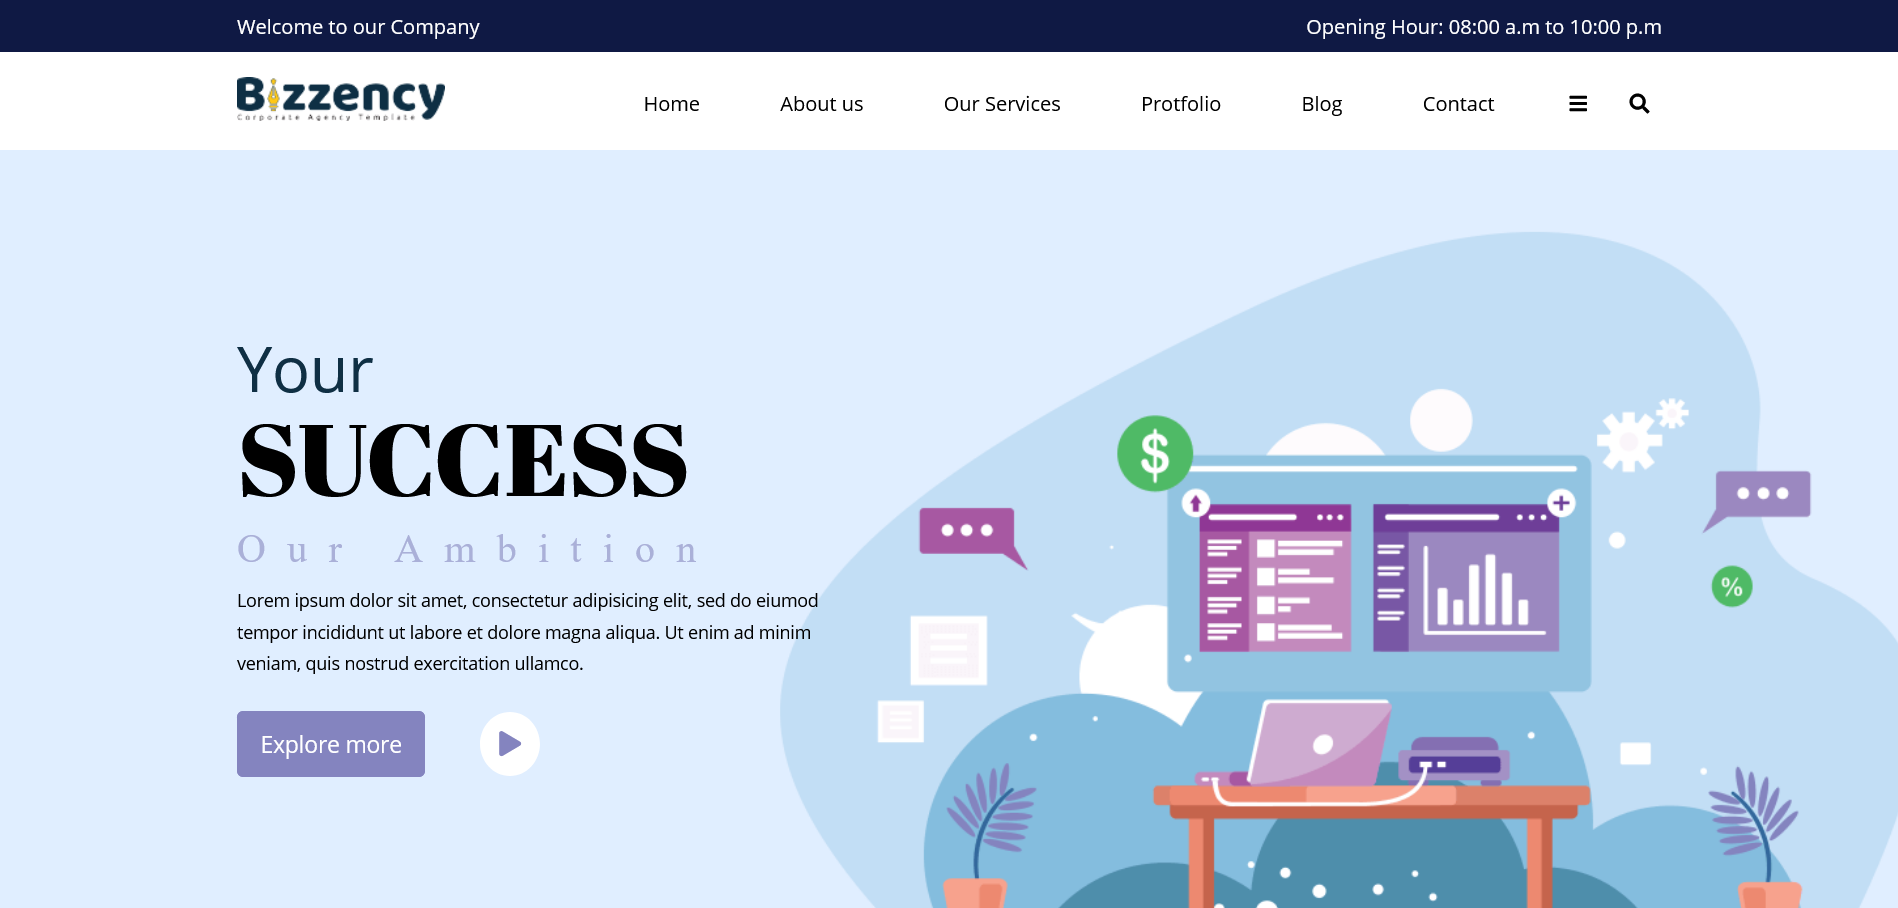 Welcome to our Company
Opening Hour: 08:00 a.m to 10:00 p.m
Bizzency
Corporate Agency Template
Home
About us
Our Services
Protfolio
Blog
Contact
Your
SUCCESS
Our Ambition
Lorem ipsum dolor sit amet, consectetur adipisicing elit, sed do eiumod
tempor incididunt ut labore et dolore magna aliqua. Ut enim ad minim
veniam, quis nostrud exercitation ullamco.
Explore more
$
%